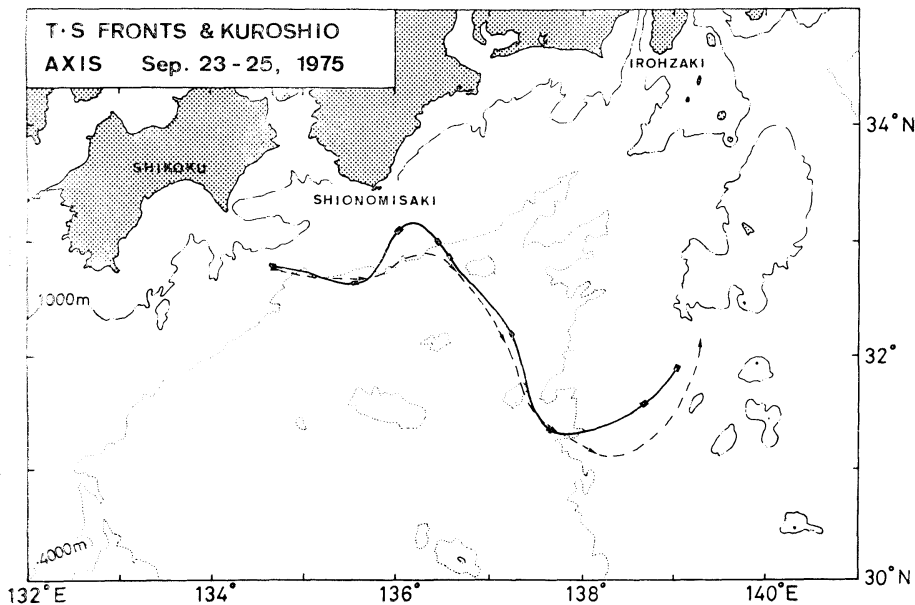 T·S FRONTS & KUROSHIO
AXIS Sep. 23-25, 1975
IROHZAKI
34°N
SHIKOKU
SHIONOMISAKI
1000m
32°
4000m
30°N
132°E 134° 136° 138° 140°